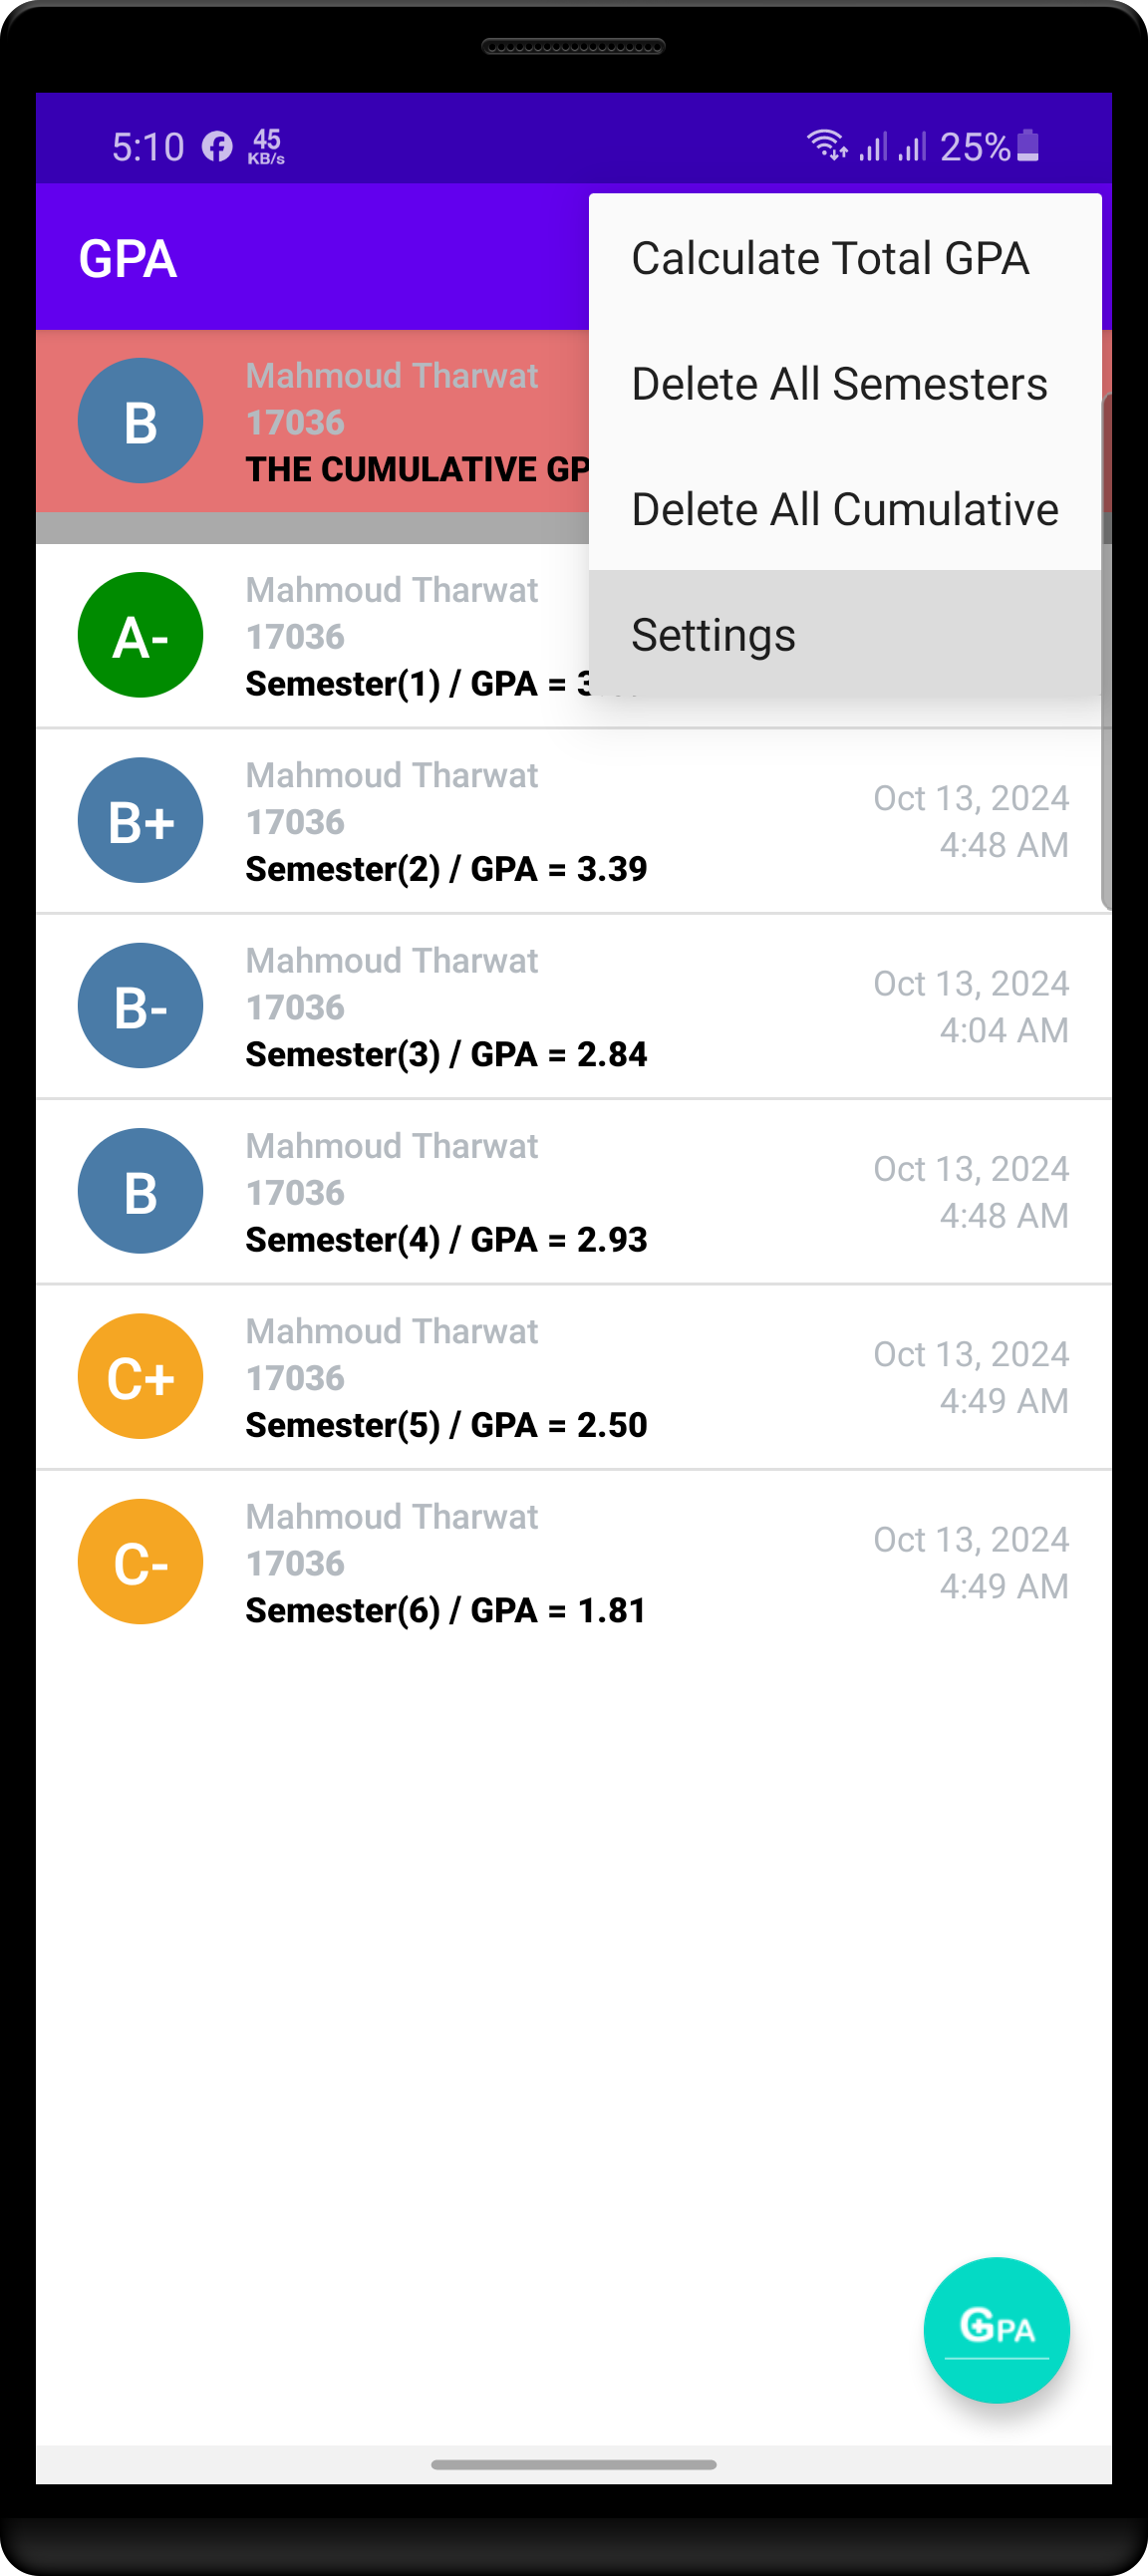 5:10 45 KB/s 25%
GPA
Calculate Total GPA
Delete All Semesters
Delete All Cumulative
Settings
B
Mahmoud Tharwat
17036
THE CUMULATIVE
A-
Mahmoud Tharwat
17036
Semester(1) / GPA =
B+
Mahmoud Tharwat
17036
Semester(2) / GPA = 3.39
Oct 13, 2024
4:48 AM
B-
Mahmoud Tharwat
17036
Semester(3) / GPA = 2.84
Oct 13, 2024
4:04 AM
B
Mahmoud Tharwat
17036
Semester(4) / GPA = 2.93
Oct 13, 2024
4:48 AM
C+
Mahmoud Tharwat
17036
Semester(5) / GPA = 2.50
Oct 13, 2024
4:49 AM
C-
Mahmoud Tharwat
17036
Semester(6) / GPA = 1.81
Oct 13, 2024
4:49 AM
GPA